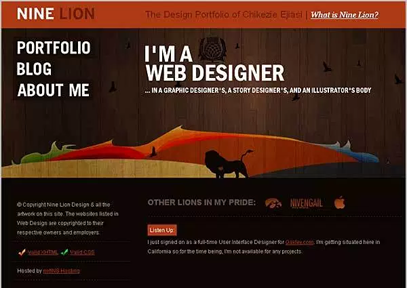 NINE LION
The Design Portfolio of Chikezie Ejiasi | What is Nine Lion?
PORTFOLIO
BLOG
ABOUT ME
I'M A
WEB DESIGNER
... IN A GRAPHIC DESIGNER'S, A STORY DESIGNER'S, AND AN ILLUSTRATOR'S BODY
© Copyright Nine Lion Design & all the
artwork on this site. The websites listed in
Web Design are copyrighted to their
respective owners and employers.
Valid XHTML Valid CSS
Hosted by
OTHER LIONS IN MY PRIDE: NIVENGAIL
Listen Up:
I just signed on as a full-time User Interface Designer for I'm getting situated here in
California so for the time being, I'm not available for any projects.